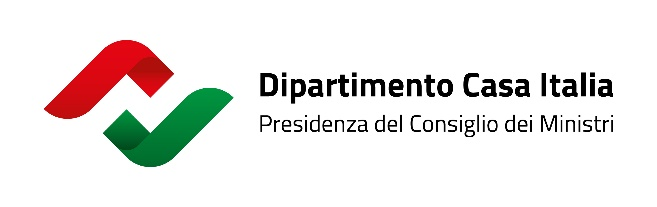 Dipartimento Casa Italia
Presidenza del Consiglio dei Ministri